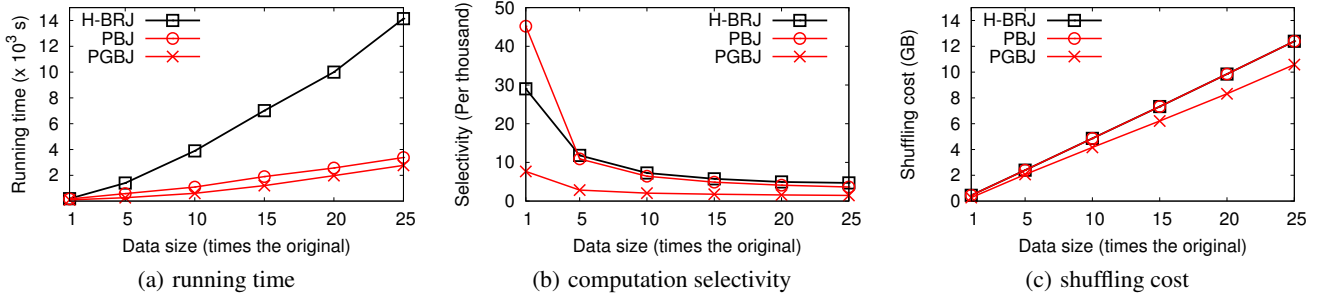 Running time (x 10³ s)
14
12
10
8
6
4
2
1 5 10 15 20 25
H-BRJ
PBJ
PGBJ
Data size (times the original)
(a) running time
Selectivity (Per thousand)
50
40
30
20
10
0
1 5 10 15 20 25
H-BRJ
PBJ
PGBJ
Data size (times the original)
(b) computation selectivity
Shuffling cost (GB)
14
12
10
8
6
4
2
0
1 5 10 15 20 25
H-BRJ
PBJ
PGBJ
Data size (times the original)
(c) shuffling cost